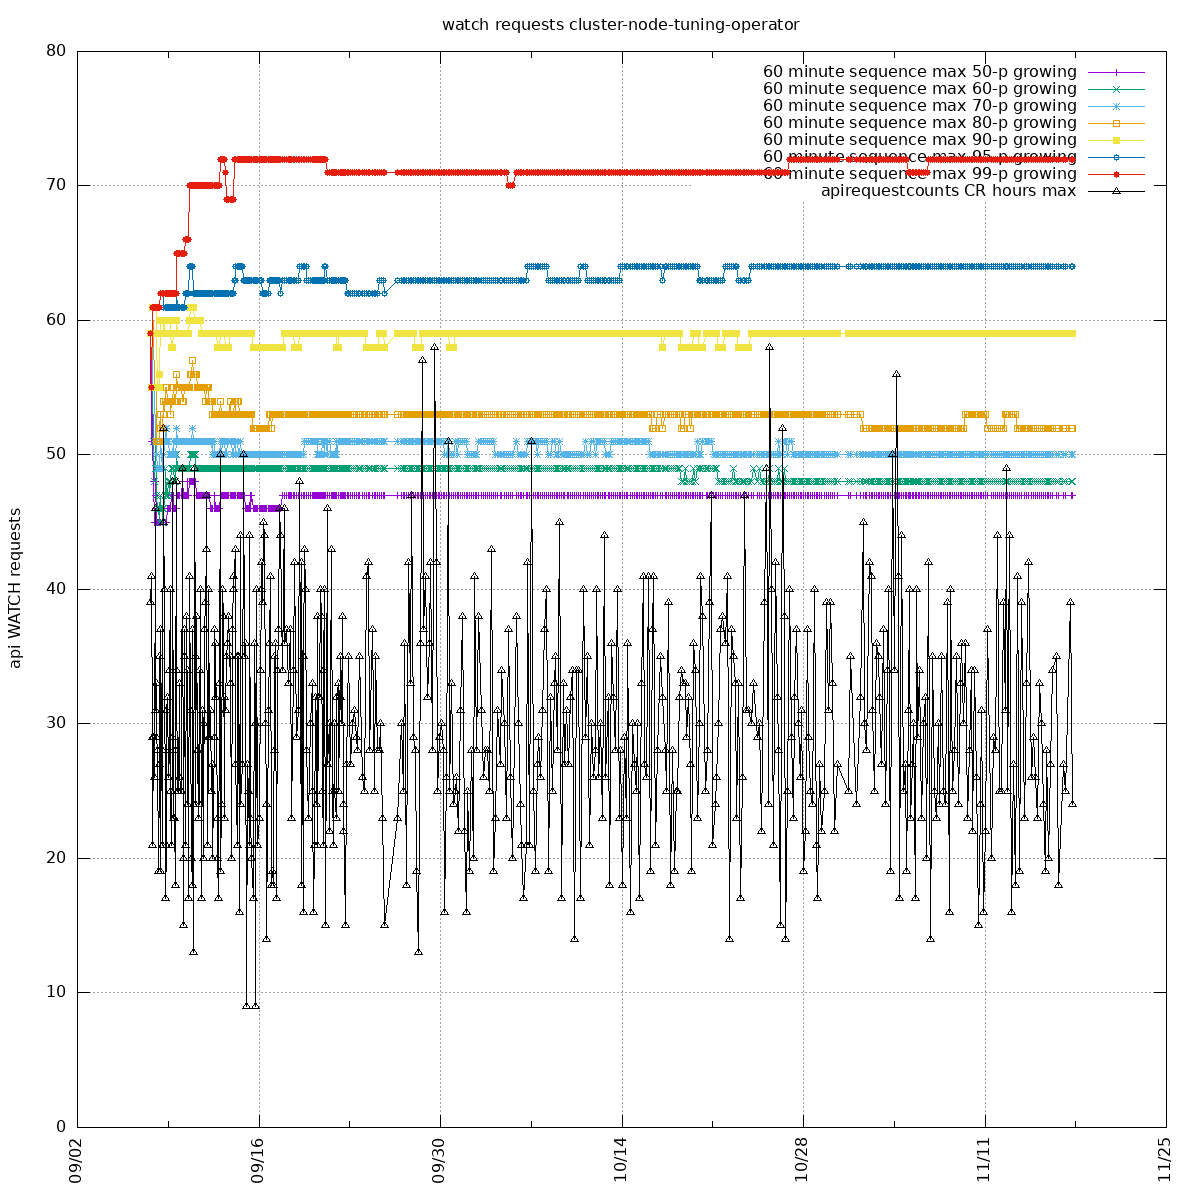 watch requests cluster-node-tuning-operator
80
70
60
50
40
30
20
10
0
api WATCH requests
60 minute sequence max 50-p growing
60 minute sequence max 60-p growing
60 minute sequence max 70-p growing
60 minute sequence max 80-p growing
60 minute sequence max 90-p growing
60 minute sequence max 95-p growing
60 minute sequence max 99-p growing
apirequestcounts CR hours max
09/02
09/16
09/30
10/14
10/28
11/11
11/25